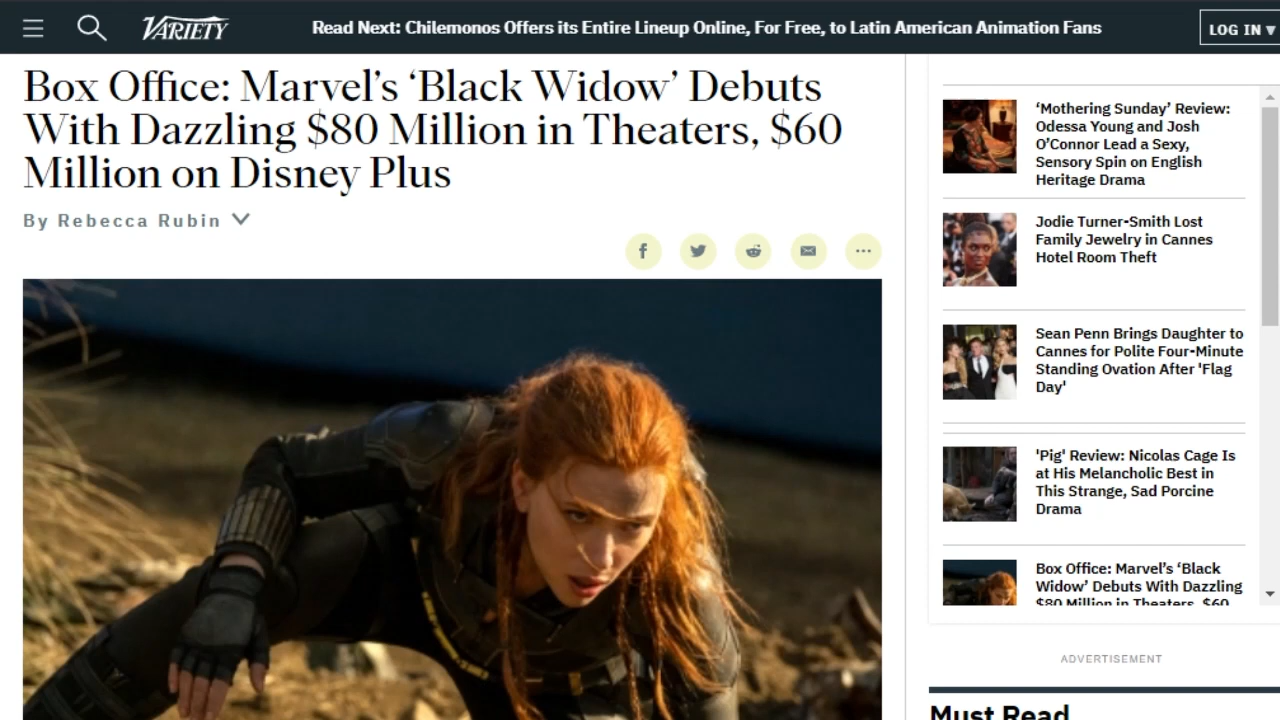 VARIETY
Read Next: Chilemonos Offers its Entire Lineup Online, For Free, to Latin American Animation Fans
LOG IN ▼
Box Office: Marvel’s ‘Black Widow’ Debuts
With Dazzling $80 Million in Theaters, $60
Million on Disney Plus
By Rebecca Rubin
‘Mothering Sunday’ Review:
Odessa Young and Josh
O’Connor Lead a Sexy,
Sensory Spin on English
Heritage Drama
Jodie Turner-Smith Lost
Family Jewelry in Cannes
Hotel Room Theft
Sean Penn Brings Daughter to
Cannes for Polite Four-Minute
Standing Ovation After 'Flag
Day'
'Pig' Review: Nicolas Cage Is
at His Melancholic Best in
This Strange, Sad Porcine
Drama
Box Office: Marvel’s ‘Black
Widow’ Debuts With Dazzling
$80 Million in Theaters, $60
ADVERTISEMENT
Must Read